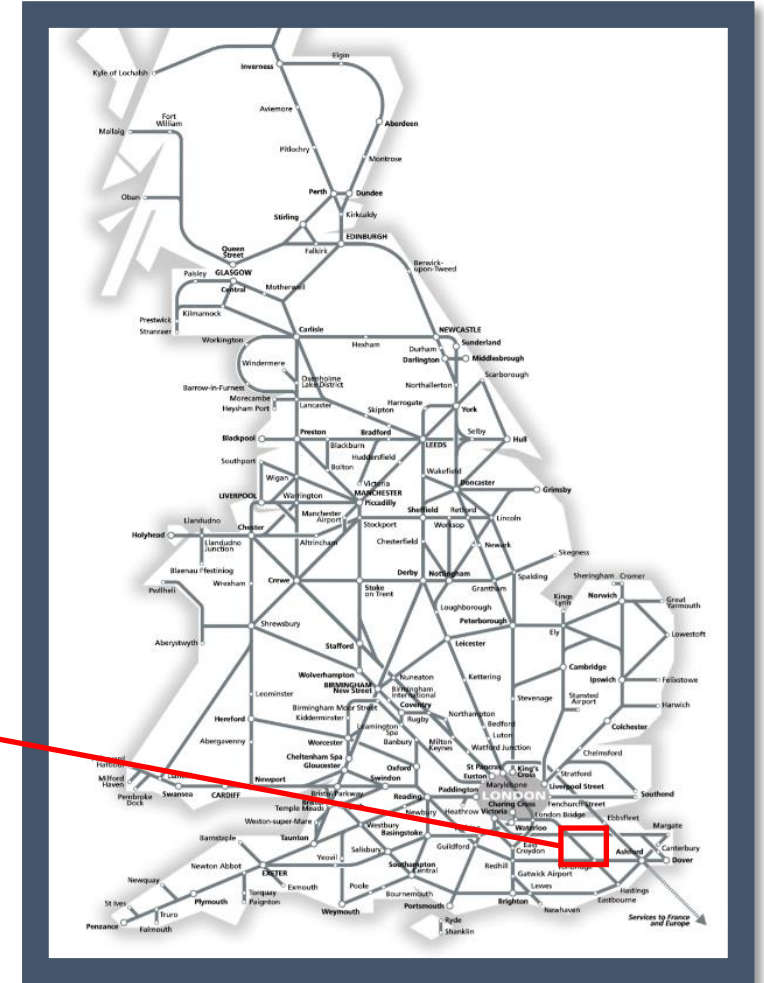 Elgin
Inverness
Kyle of Lochalsh
Aviemore
Fort
William
Mallaig
Aberdeen
Pitlochry
Montrose
Perth
Dundee
Oban
Stirling
Kirkcaldy
EDINBURGH
Queen
Street
Falkirk
Berwick-
upon-Tweed
Paisley
GLASGOW
Central
Motherwell
Kilmarnock
Prestwick
Stranraer
Carlisle
NEWCASTLE
Workington
Hexham
Sunderland
Durham
Darlington
Middlesbrough
Windermere
Scarborough
Oxenholme
Lake District
Northallerton
Barrow-in-Furness
Morecambe
Heysham Port
Lancaster
Harrogate
Skipton
York
Preston
Bradford
Selby
Blackpool
Blackburn
LEEDS
Hull
Huddersfield
Southport
Bolton
Wakefield
Wigan
Victoria
MANCHESTER
Piccadilly
Doncaster
Grimsby
LIVERPOOL
Warrington
Manchester
Airport
Sheffield
Retford
Llandudno
Stockport
Worksop
Lincoln
Holyhead
Chester
Llandudno
Junction
Altrincham
Chesterfield
Newark
Skegness
Blaenau Ffestiniog
Derby
Nottingham
Pwllheli
Wrexham
Crewe
Stoke
on Trent
Grantham
Spalding
Sheringham
Cromer
Kings
Lynn
Norwich
Great
Yarmouth
Loughborough
Peterborough
Shrewsbury
Ely
Lowestoft
Aberystwyth
Stafford
Leicester
Wolverhampton
BIRMINGHAM
New Street
Nuneaton
Birmingham
International
Kettering
Cambridge
Ipswich
Felixstowe
Leominster
Coventry
Stevenage
Stansted
Airport
Harwich
Birmingham Moor Street
Kidderminster
Rugby
Northampton
Hereford
Leamington
Spa
Bedford
Colchester
Abergavenny
Worcester
Banbury
Milton
Keynes
Luton
Watford Junction
Chelmsford
Cheltenham Spa
Gloucester
Oxford
St Pancras
Euston
King's
Cross
Stratford
Milford
Haven
Newport
Swindon
Paddington
Marylebone
Liverpool Street
Pembroke
Dock
Swansea
CARDIFF
Reading
LONDON
Southend
Temple Meads
Newbury
Heathrow
Victoria
Charing Cross
Fenchurch Street
London Bridge
Ebbsfleet
Weston-super-Mare
Westbury
Basingstoke
Waterloo
Margate
Barnstaple
Taunton
Salisbury
Guildford
East
Croydon
Canterbury
Newton Abbot
Yeovil
Southampton
Central
Redhill
Ashford
Dover
EXETER
Gatwick Airport
Newquay
Exmouth
Poole
Lewes
Hastings
St Ives
Plymouth
Torquay
Paignton
Bournemouth
Eastbourne
Truro
Weymouth
Portsmouth
Brighton
Newhaven
Penzance
Falmouth
Ryde
Shanklin
Services to France
and Europe